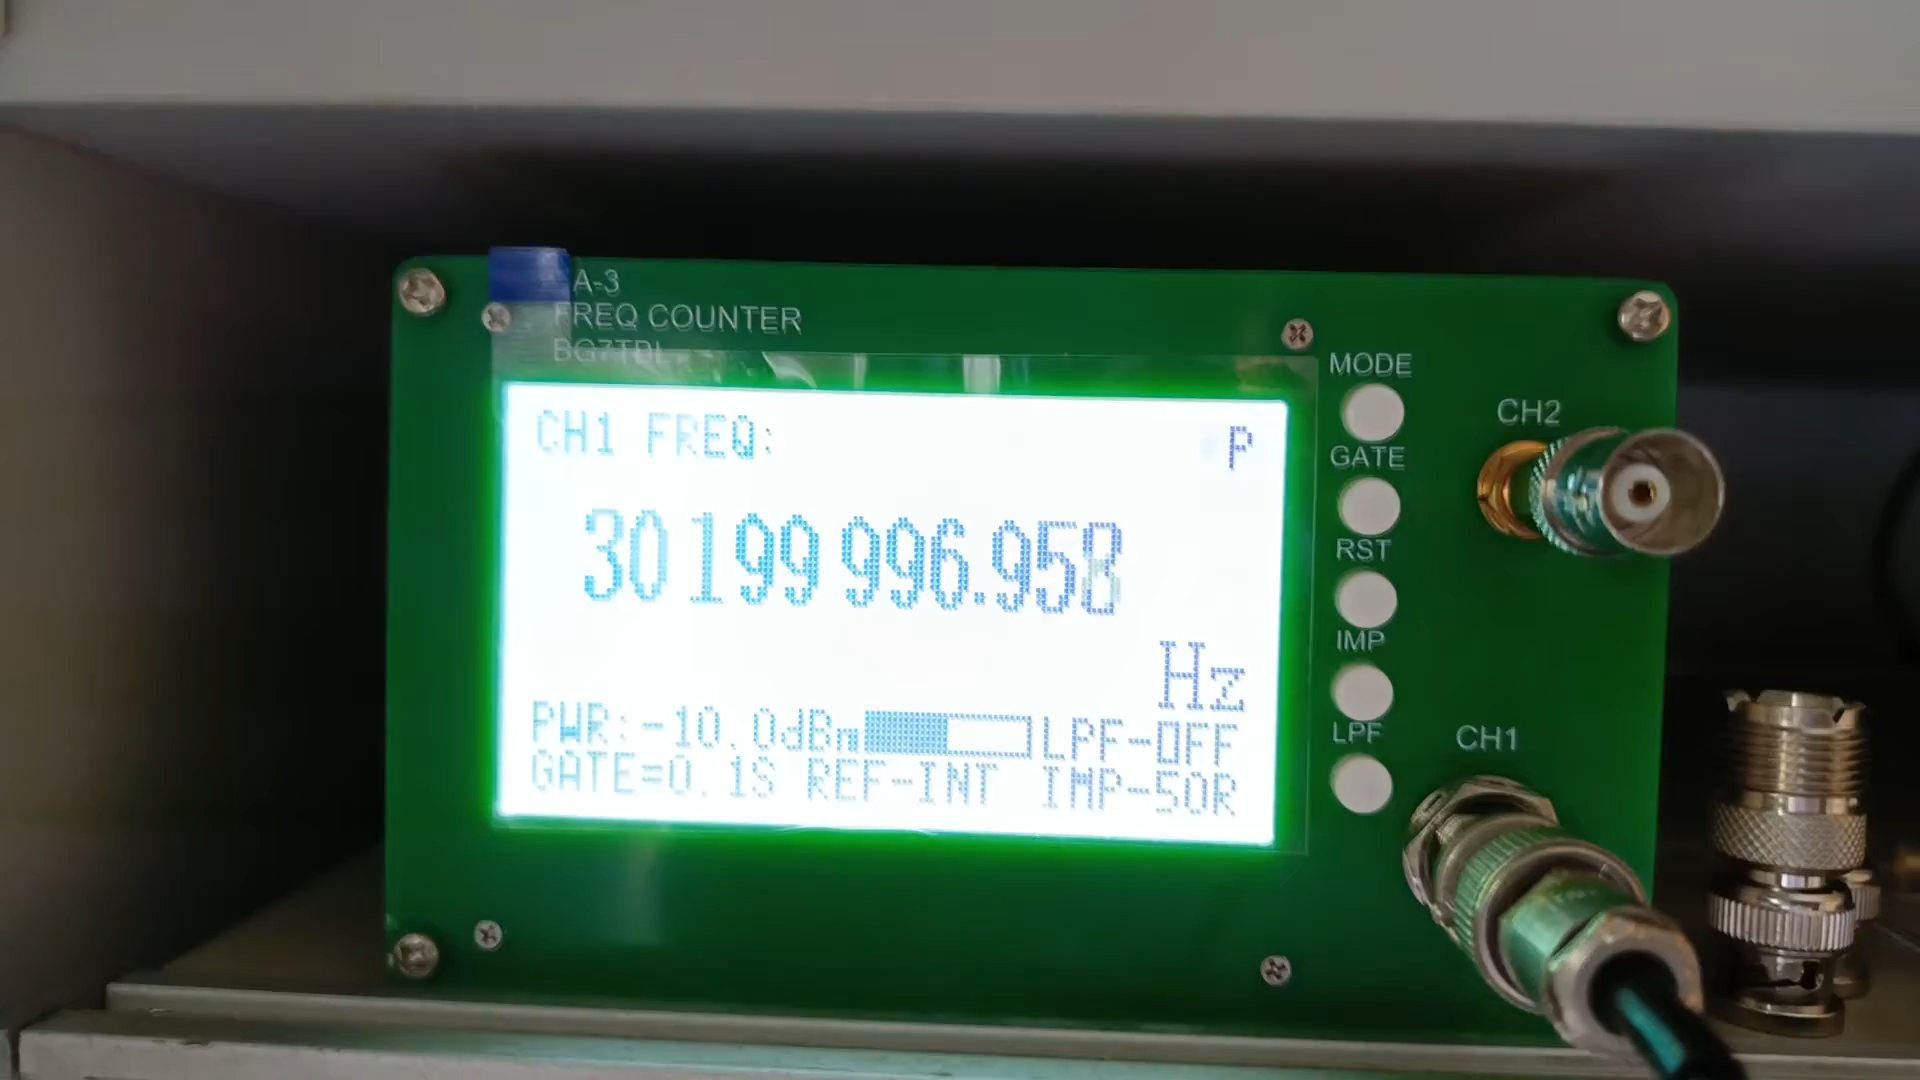 A-3
FREQ COUNTER
BG7TBL
CH1 FREQ: P
30 199 996.95
Hz
PWR:-10.0dBm LPF-OFF
GATE=0.1S REF-INT IMP-50R
MODE
GATE
RST
IMP
LPF
CH2
CH1